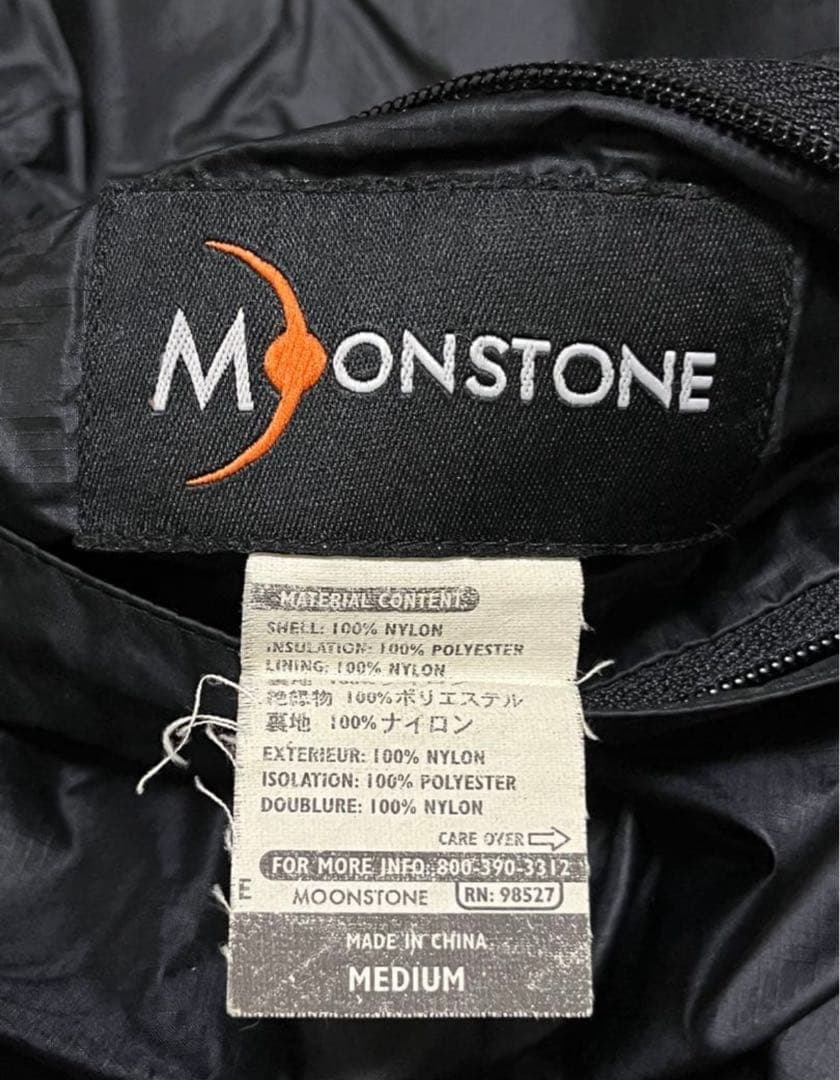 MOONSTONE
MATERIAL CONTENT:
SHELL: 100% NYLON
INSULATION: 100% POLYESTER
LINING: 100% NYLON
絶縁物 100%ポリエステル
裏地 100%ナイロン
EXTERIEUR: 100% NYLON
ISOLATION: 100% POLYESTER
DOUBLURE: 100% NYLON
CARE OVER
FOR MORE INFO: 800-390-3312
E
MOONSTONE RN: 98527
MADE IN CHINA
MEDIUM